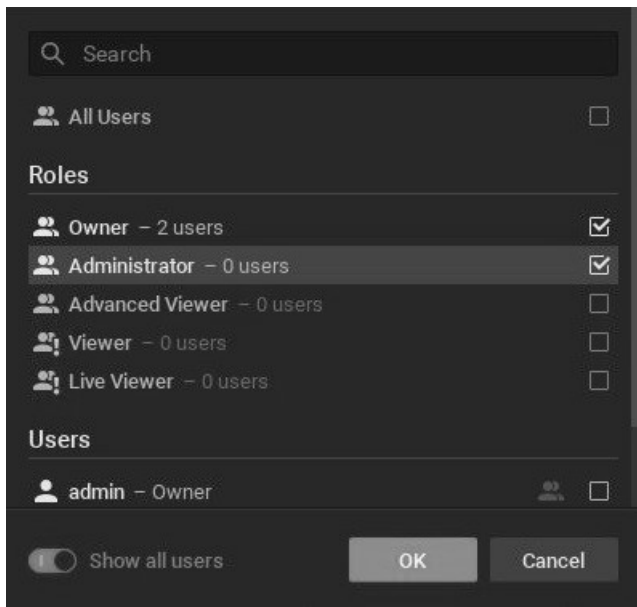 Search
All Users
Roles
Owner – 2 users
Administrator – 0 users
Advanced Viewer – 0 users
Viewer – 0 users
Live Viewer – 0 users
Users
admin – Owner
Show all users
OK
Cancel